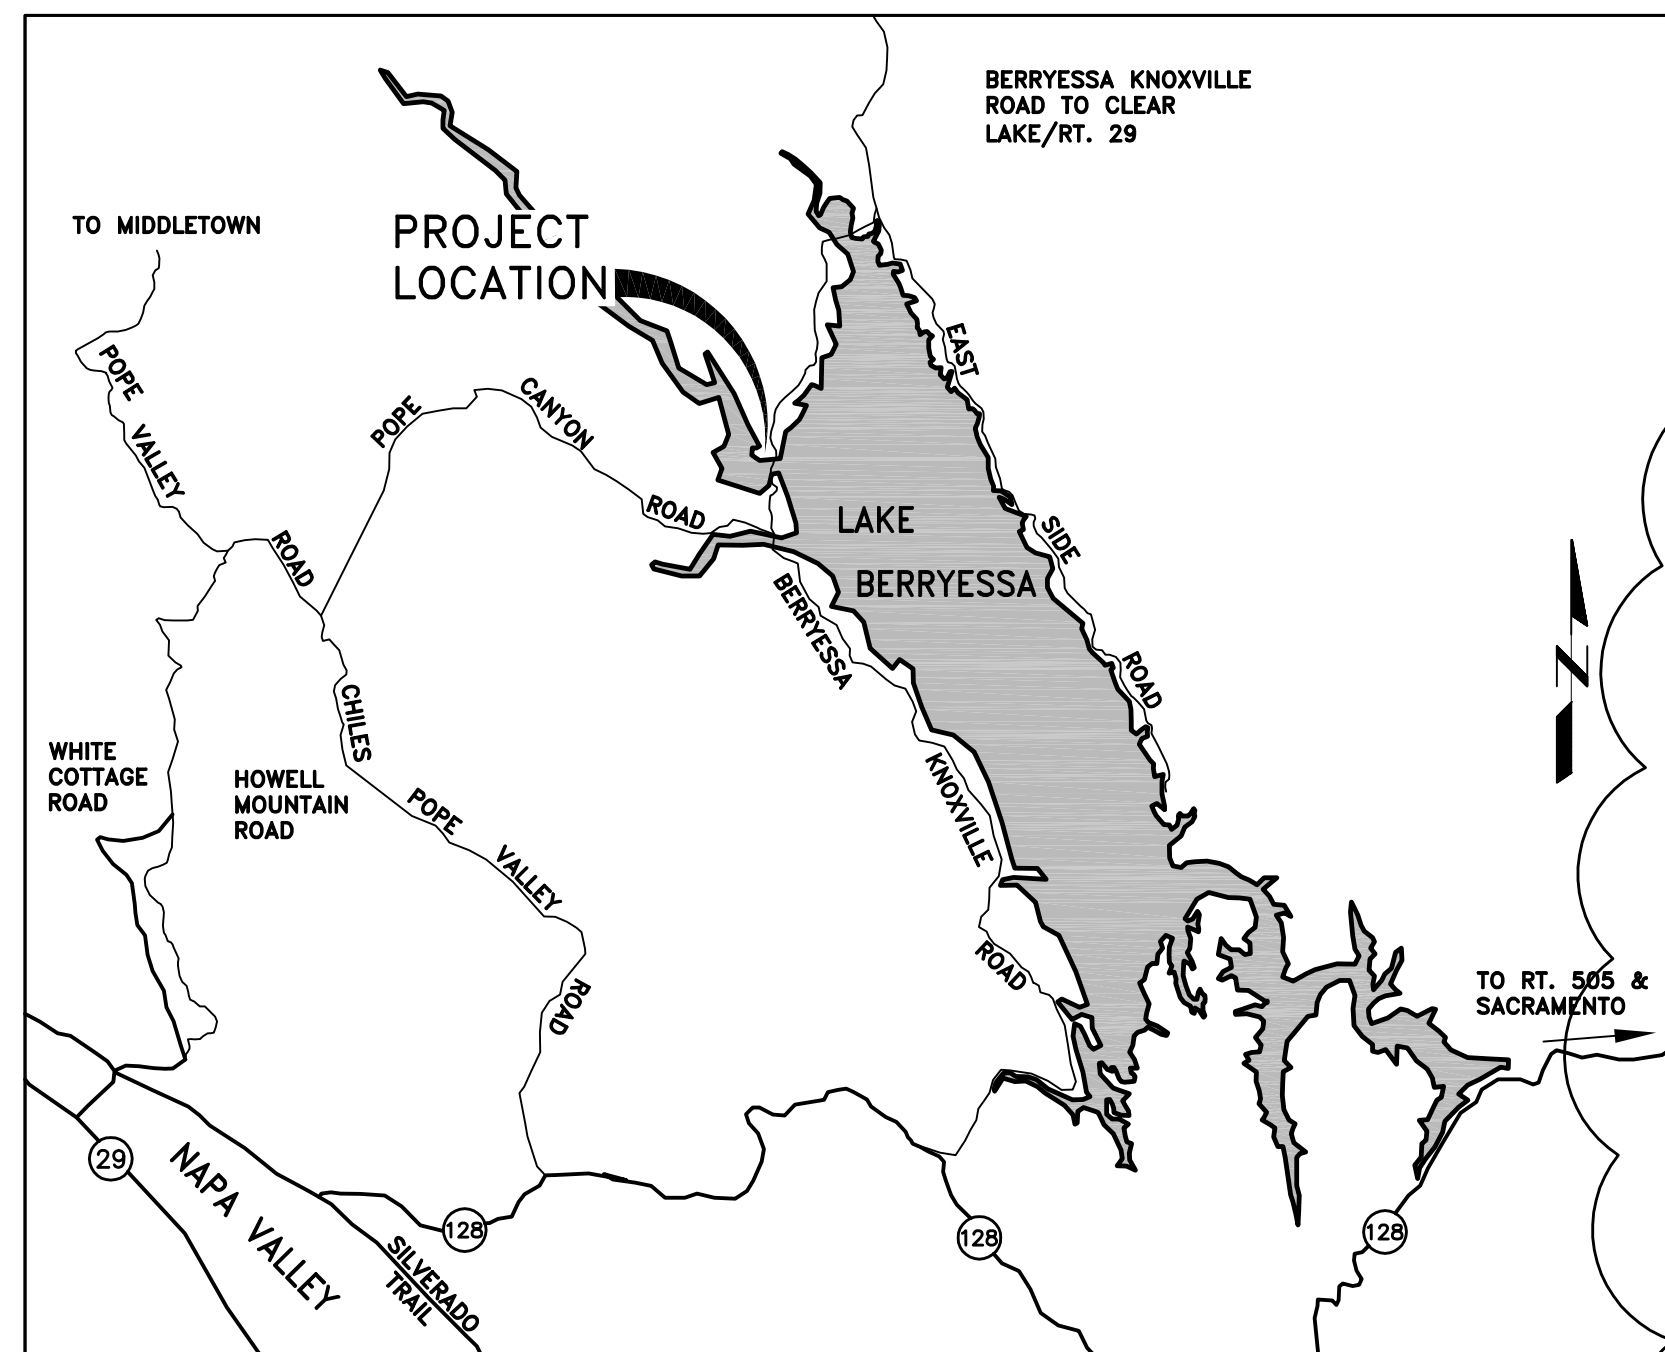 BERRYESSA KNOXVILLE
ROAD TO CLEAR
LAKE/RT. 29
TO MIDDLETOWN
PROJECT
LOCATION
EAST
SIDE
ROAD
POPE
VALLEY
ROAD
POPE
CANYON
ROAD
LAKE
BERRYESSA
BERRYESSA
KNOXVILLE
ROAD
N
CHILES
POPE
VALLEY
ROAD
WHITE
COTTAGE
ROAD
HOWELL
MOUNTAIN
ROAD
TO RT. 505 &
SACRAMENTO
29
NAPA VALLEY
128
SILVERADO
TRAIL
128
128